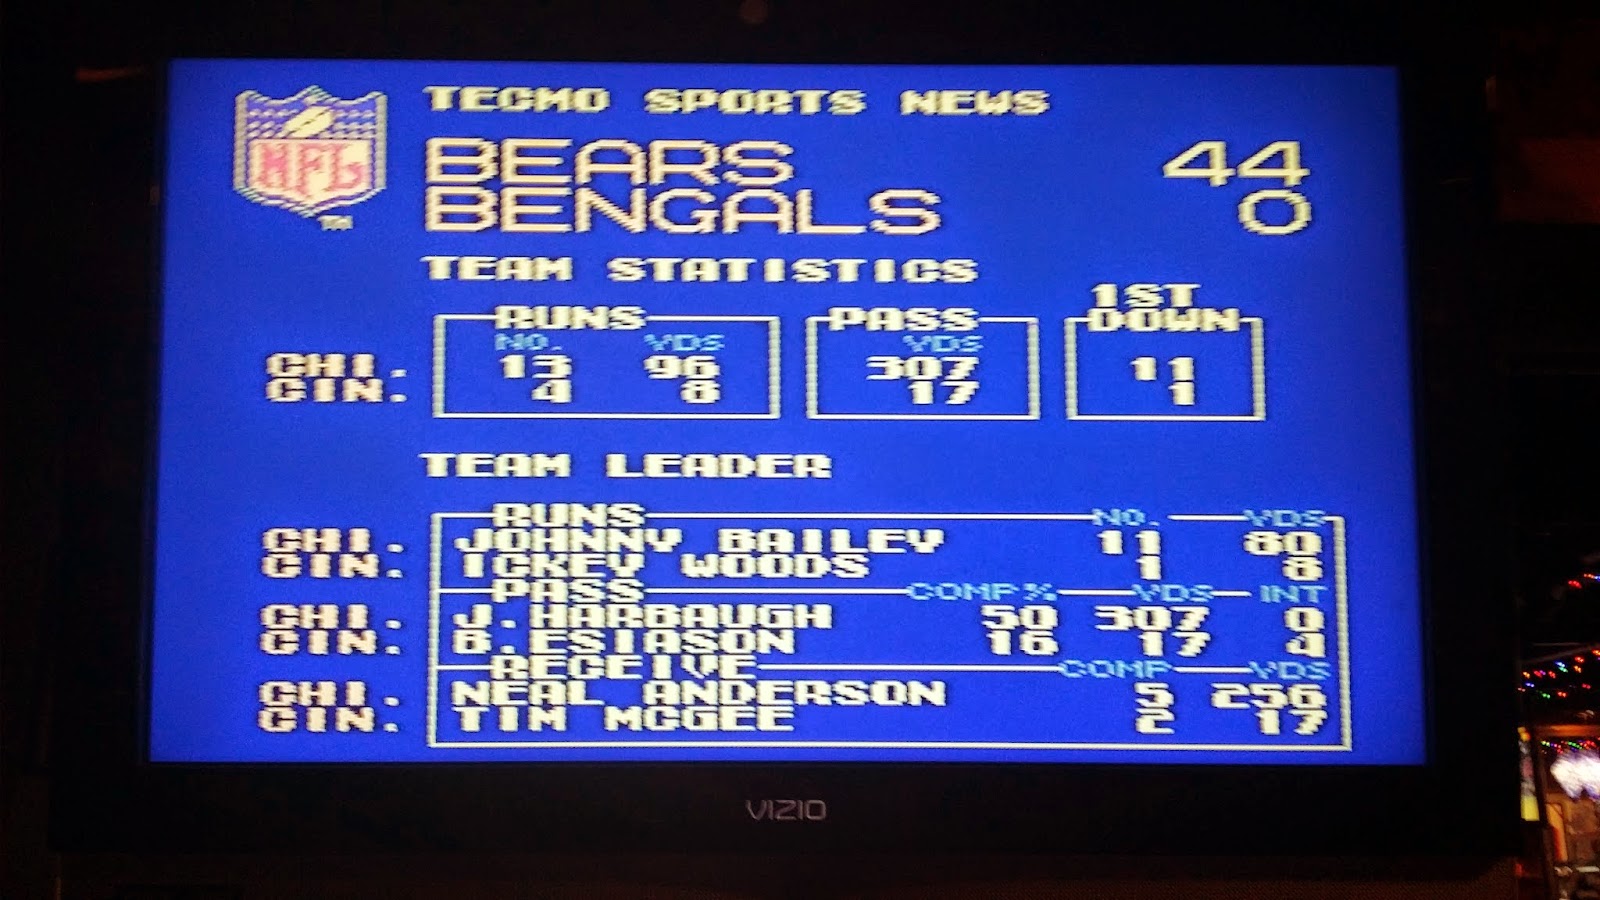 TECMO SPORTS NEWS
NFL
TM
BEARS 44
BENGALS 0
TEAM STATISTICS
RUNS PASS 1ST DOWN
NO. YDS YDS
CHI. 13 96 307 11
CIN. 4 8 17 1
TEAM LEADER
RUNS NO. YDS
CHI. JOHNNY BAILEY 11 80
CIN. ICKEY WOODS 1 8
PASS COMP% YDS INT
CHI. J.HARBAUGH 50 307 0
CIN. B.ESIASON 16 17 4
RECEIVE COMP YDS
CHI. NEAL ANDERSON 5 256
CIN. TIM MCGEE 2 17
VIZIO